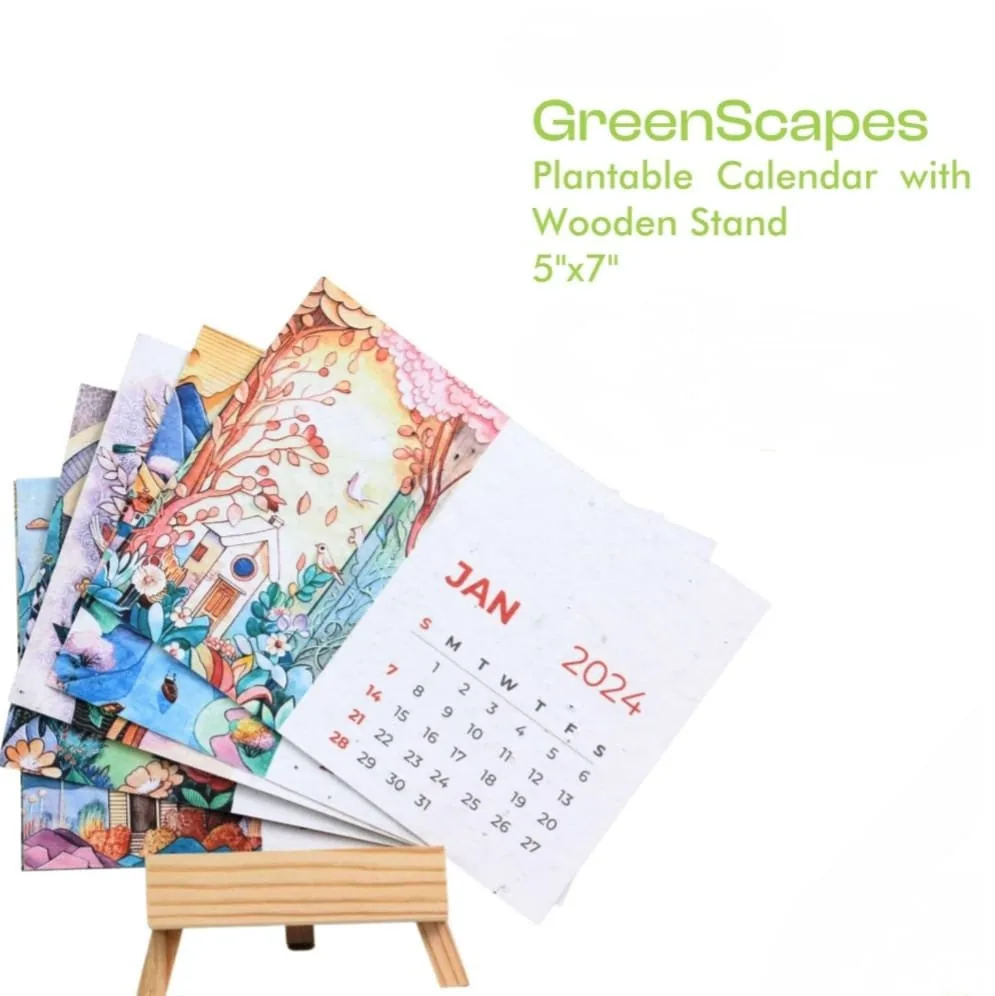 GreenScapes
Plantable Calendar with
Wooden Stand
5"x7"
JAN
2024
S M T W T F S
1 2 3 4 5 6
7 8 9 10 11 12 13
14 15 16 17 18 19 20
21 22 23 24 25 26 27
28 29 30 31